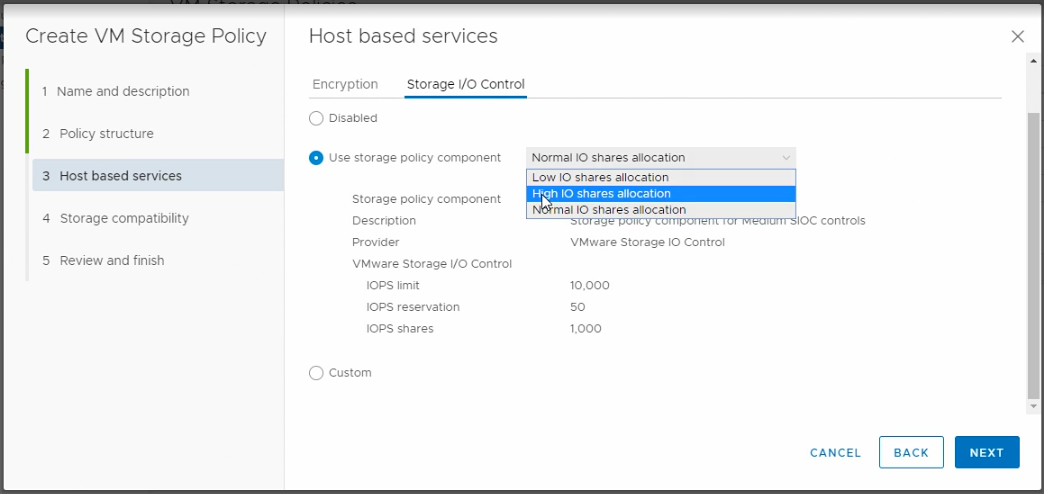 VM Storage Policies
Create VM Storage Policy
1 Name and description
2 Policy structure
3 Host based services
4 Storage compatibility
5 Review and finish
Host based services
Encryption
Storage I/O Control
Disabled
Use storage policy component
Normal IO shares allocation
Low IO shares allocation
High IO shares allocation
Normal IO shares allocation
Storage policy component
Description
Storage policy component for Medium SIOC controls
Provider
VMware Storage IO Control
VMware Storage I/O Control
IOPS limit
10,000
IOPS reservation
50
IOPS shares
1,000
Custom
CANCEL
BACK
NEXT